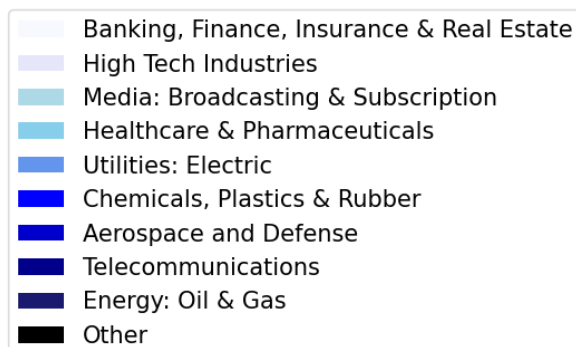 Banking, Finance, Insurance & Real Estate
High Tech Industries
Media: Broadcasting & Subscription
Healthcare & Pharmaceuticals
Utilities: Electric
Chemicals, Plastics & Rubber
Aerospace and Defense
Telecommunications
Energy: Oil & Gas
Other